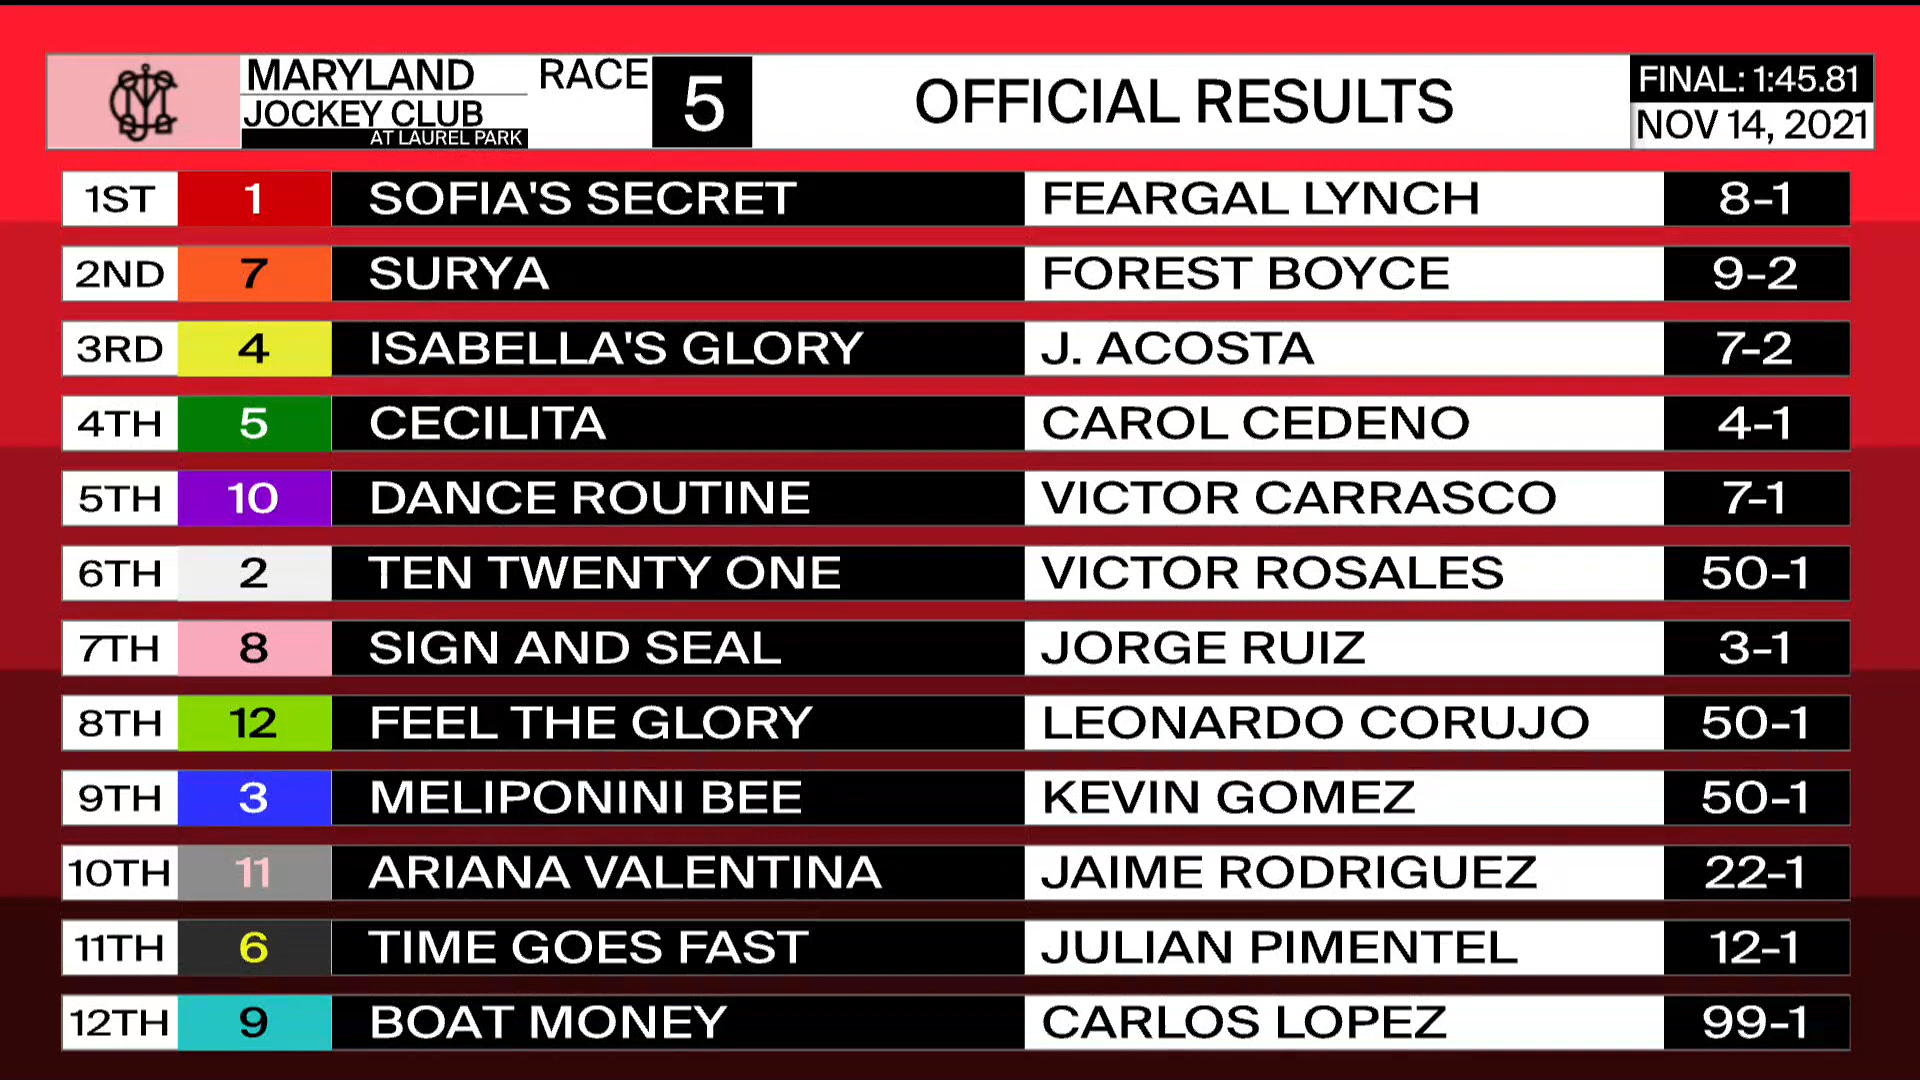 MARYLAND
JOCKEY CLUB
AT LAUREL PARK
RACE 5
OFFICIAL RESULTS
FINAL: 1:45.81
NOV 14, 2021
1ST 1 SOFIA'S SECRET FEARGAL LYNCH 8-1
2ND 7 SURYA FOREST BOYCE 9-2
3RD 4 ISABELLA'S GLORY J. ACOSTA 7-2
4TH 5 CECILITA CAROL CEDENO 4-1
5TH 10 DANCE ROUTINE VICTOR CARRASCO 7-1
6TH 2 TEN TWENTY ONE VICTOR ROSALES 50-1
7TH 8 SIGN AND SEAL JORGE RUIZ 3-1
8TH 12 FEEL THE GLORY LEONARDO CORUJO 50-1
9TH 3 MELIPONINI BEE KEVIN GOMEZ 50-1
10TH 11 ARIANA VALENTINA JAIME RODRIGUEZ 22-1
11TH 6 TIME GOES FAST JULIAN PIMENTEL 12-1
12TH 9 BOAT MONEY CARLOS LOPEZ 99-1